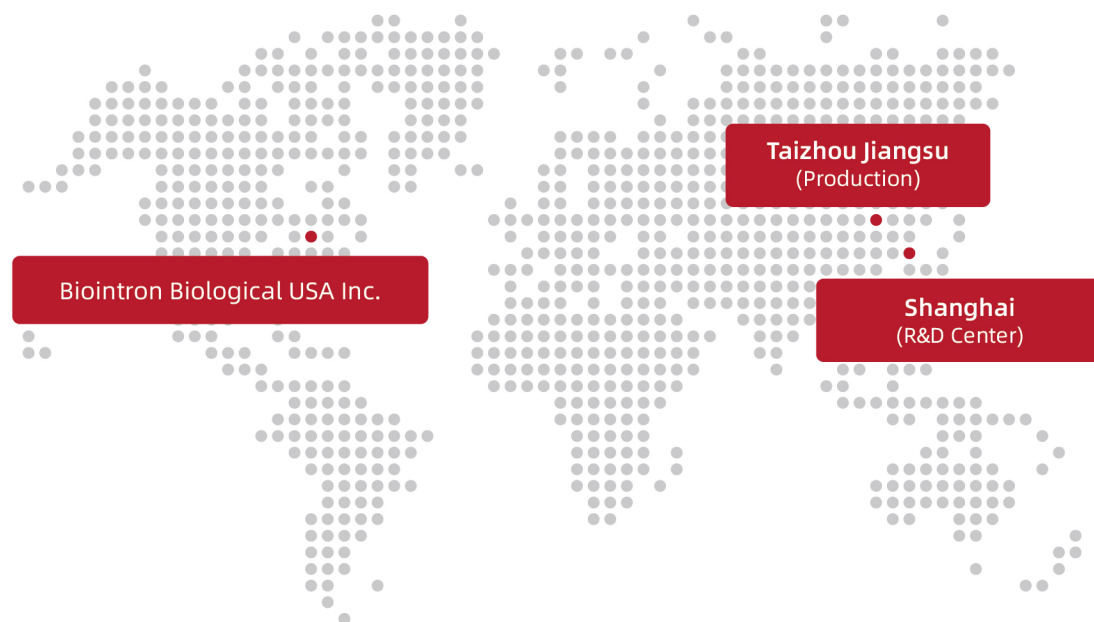 Taizhou Jiangsu
(Production)
Biointron Biological USA Inc.
Shanghai
(R&D Center)